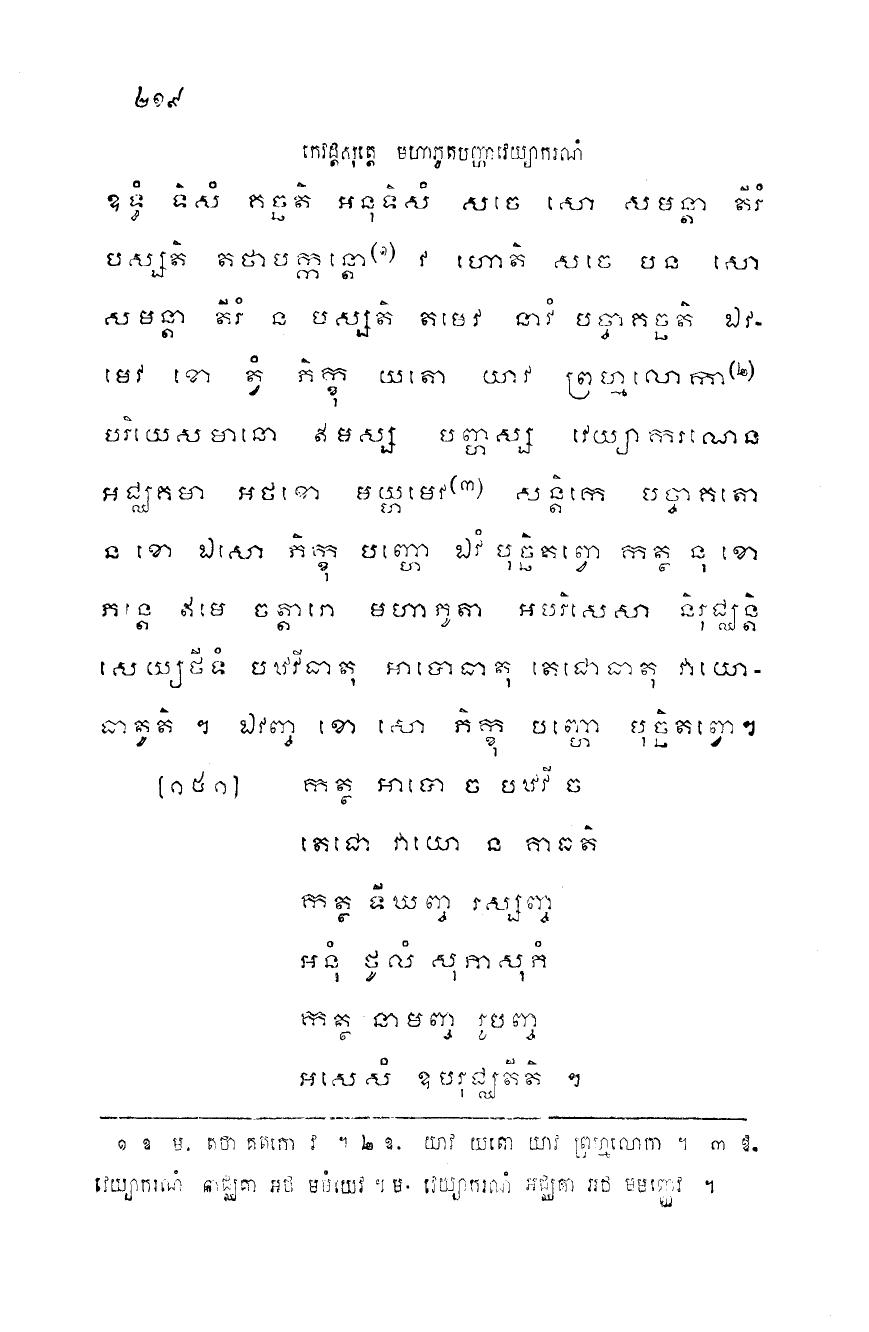 ២១៩
កេវដ្ដសុត្តេ មហាភូតបញ្ហាវេយ្យាករណំ
ឧទ្ធំ ទិសំ គច្ឆតិ អនុទិសំ សចេ សោ សមន្តា តីរំ
បស្សតិ តថាបក្កន្តោ(១) វ ហោតិ សចេ បន សោ
សមន្តា តីរំ ន បស្សតិ តមេវ នាវំ បច្ចាគច្ឆតិ ឯវ-
មេវ ខោ ត្វំ ភិក្ខុ យតោ យាវ ព្រហ្មលោកា(២)
បរិយេសមានោ ឥមស្ស បញ្ហស្ស វេយ្យាករណេន
អជ្ឈគមា អថខោ មយ្ហមេវ(៣) សន្តិកេ បច្ចាគតោ
ន ខោ ឯសោ ភិក្ខុ បញ្ហោ ឯវំ បុច្ឆិតព្វោ កត្ថ នុ ខោ
ភន្តេ ឥមេ ចត្តារោ មហាភូតា អបរិសេសា និរុជ្ឈន្តិ
សេយ្យថីទំ បឋវីធាតុ អាបោធាតុ តេជោធាតុ វាយោ-
ធាតូតិ ។ ឯវញ្ច ខោ សោ ភិក្ខុ បញ្ហោ បុច្ឆិតព្វោ។
[១៥១] កត្ថ អាបោ ច បឋវី ច
តេជោ វាយោ ន គាធតិ
កត្ថ ទីឃញ្ច រស្សញ្ច
អនុំ ថូលំ សុភាសុភំ
កត្ថ នាមញ្ច រូបញ្ច
អសេសំ ឧបរុជ្ឈតីតិ ។
១ ឧ ម. តថា គតកោ វ ។ ២ ឧ. យាវ យតោ យាវ ព្រហ្មលោកា ។ ៣ ឱ.
វេយ្យាករណំ នាជ្ឈគា អថ មមំយេវ ។ ម. វេយ្យាករណំ អជ្ឈគា អថ មមញ្ញេវ ។